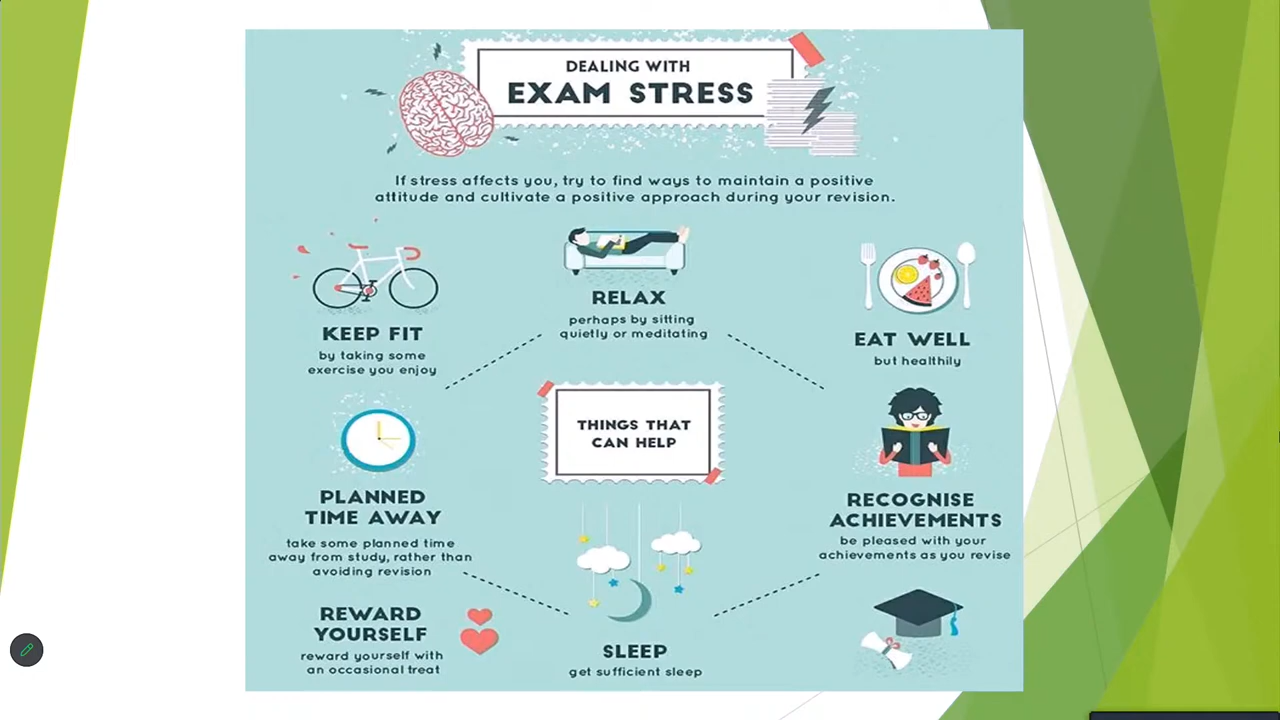 DEALING WITH
EXAM STRESS
If stress affects you, try to find ways to maintain a positive
attitude and cultivate a positive approach during your revision.
KEEP FIT
by taking some
exercise you enjoy
RELAX
perhaps by sitting
quietly or meditating
EAT WELL
but healthily
THINGS THAT
CAN HELP
PLANNED
TIME AWAY
take some planned time
away from study, rather than
avoiding revision
RECOGNISE
ACHIEVEMENTS
be pleased with your
achievements as you revise
REWARD
YOURSELF
reward yourself with
an occasional treat
SLEEP
get sufficient sleep